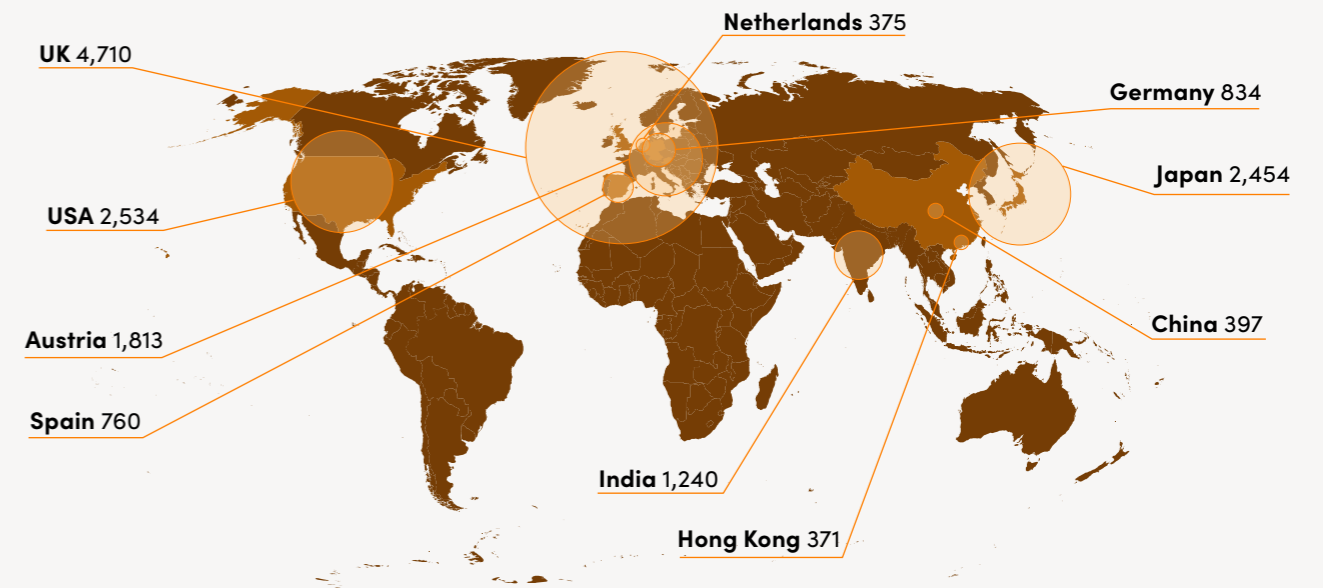 Netherlands 375
UK 4,710
Germany 834
Japan 2,454
USA 2,534
China 397
Austria 1,813
Spain 760
India 1,240
Hong Kong 371